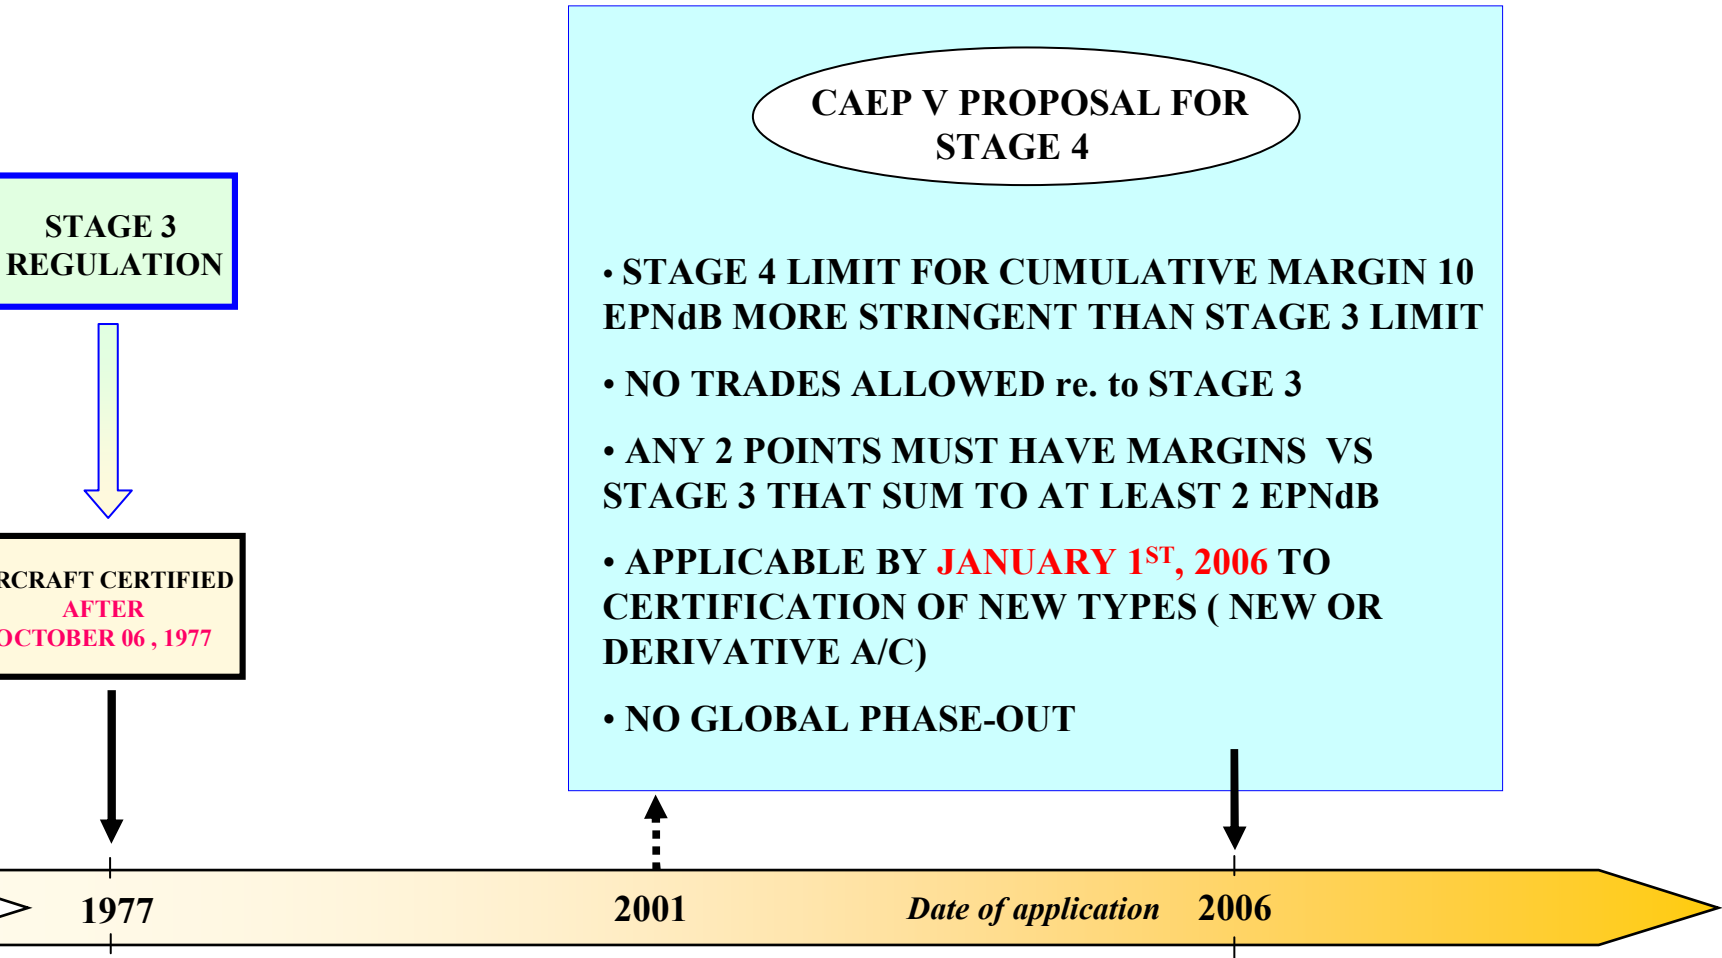 CAEP V PROPOSAL FOR
STAGE 4
STAGE 3
REGULATION
• STAGE 4 LIMIT FOR CUMULATIVE MARGIN 10
EPNdB MORE STRINGENT THAN STAGE 3 LIMIT
• NO TRADES ALLOWED re. to STAGE 3
• ANY 2 POINTS MUST HAVE MARGINS VS
STAGE 3 THAT SUM TO AT LEAST 2 EPNdB
• APPLICABLE BY JANUARY 1ST, 2006 TO
CERTIFICATION OF NEW TYPES ( NEW OR
DERIVATIVE A/C)
• NO GLOBAL PHASE-OUT
RCRAFT CERTIFIED
AFTER
OCTOBER 06 , 1977
1977
2001
Date of application
2006